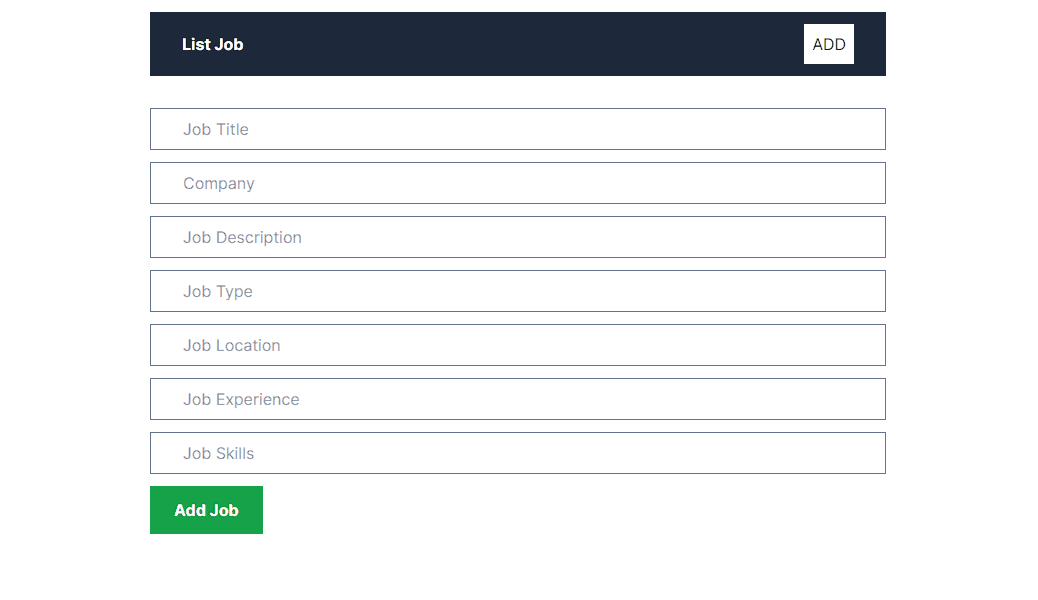 List Job
ADD
Job Title
Company
Job Description
Job Type
Job Location
Job Experience
Job Skills
Add Job